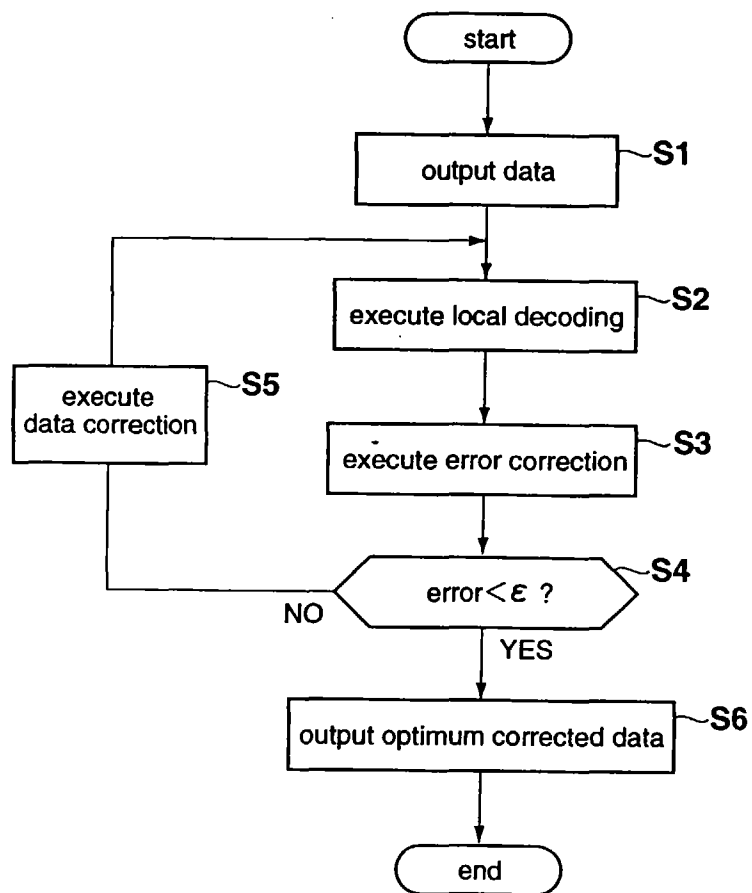 start
output data
S1
execute local decoding
S2
execute
data correction
S5
execute error correction
S3
error<ε ?
S4
NO
YES
output optimum corrected data
S6
end